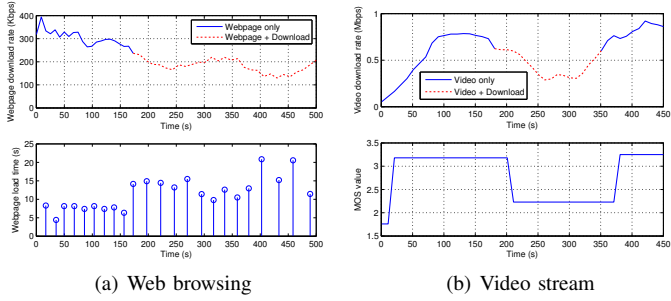 Webpage download rate (Kbps)
400
300
200
100
0
Webpage only
Webpage + Download
0 50 100 150 200 250 300 350 400 450 500
Time (s)
Webpage load time (s)
25
20
15
10
5
0
0 50 100 150 200 250 300 350 400 450 500
Time (s)
(a) Web browsing
Video download rate (Mbps)
1
0.5
0
Video only
Video + Download
0 50 100 150 200 250 300 350 400 450
Time (s)
MOS value
3.5
3
2.5
2
1.5
0 50 100 150 200 250 300 350 400 450
Time (s)
(b) Video stream